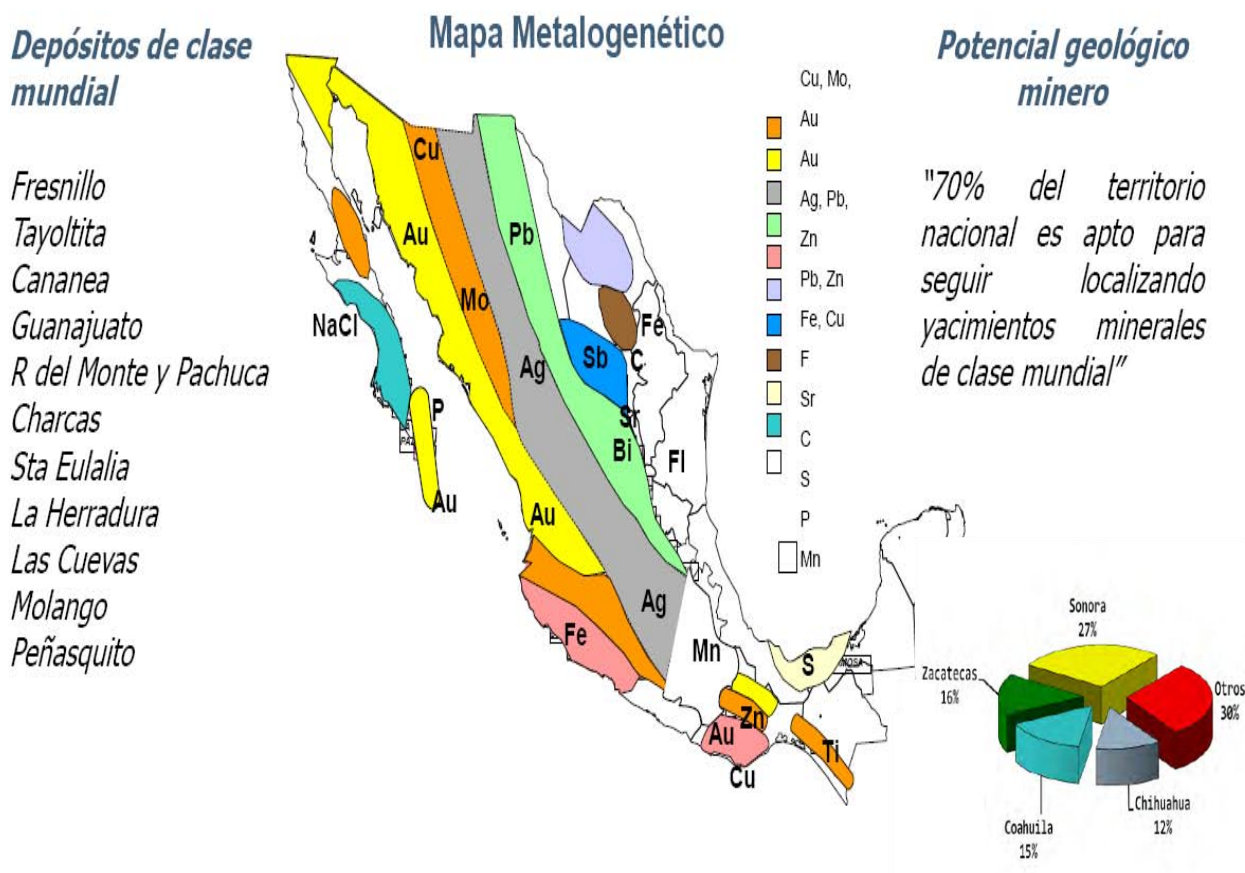 Depósitos de clase
mundial
Fresnillo
Tayoltita
Cananea
Guanajuato
R del Monte y Pachuca
Charcas
Sta Eulalia
La Herradura
Las Cuevas
Molango
Peñasquito
Mapa Metalogenético
Cu
Au
Pb
Mo
NaCl
Fe
Sb
C
Ag
Sr
P
Bi
Fl
Au
Au
Ag
Fe
Mn
S
Zn
Au
Ti
Cu
Cu, Mo,
Au
Au
Ag, Pb,
Zn
Pb, Zn
Fe, Cu
F
Sr
C
S
P
Mn
Potencial geológico
minero
"70% del territorio
nacional es apto para
seguir localizando
yacimientos minerales
de clase mundial”
Sonora
27%
Zacatecas
16%
Otros
30%
Chihuahua
12%
Coahuila
15%